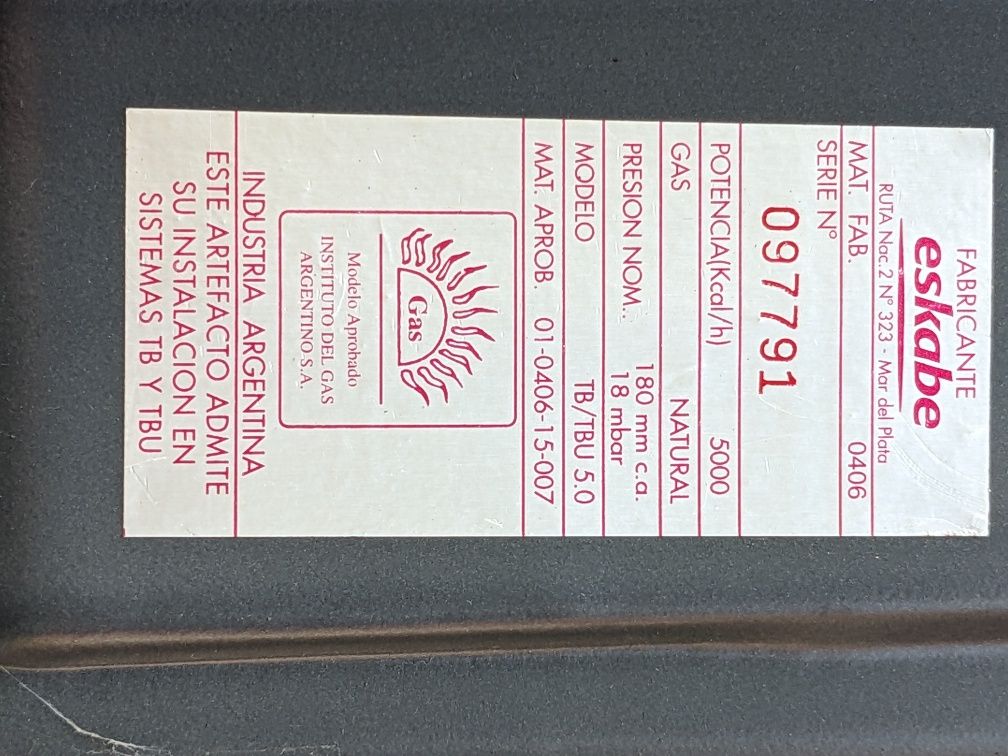 FABRICANTE
eskabe
RUTA Nac.2 Nº 323 - Mar del Plata
MAT. FAB. 0406
SERIE Nº
097791
POTENCIA(Kcal/h) 5000
GAS NATURAL
PRESION NOM.. 180 mm c.a.
18 mbar
MODELO TB/TBU 5.0
MAT. APROB. 01-0406-15-007
Gas
Modelo Aprobado
INSTITUTO DEL GAS
ARGENTINO S.A.
INDUSTRIA ARGENTINA
ESTE ARTEFACTO ADMITE
SU INSTALACION EN
SISTEMAS TB Y TBU